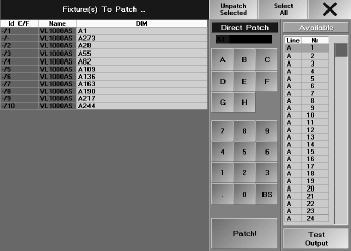 Fixture(s) To Patch ...
Unpatch Selected
Select All
Id C/F Name DIM
-/1 VL1000AS A1
-/- VL1000AS A273
-/2 VL1000AS A28
-/3 VL1000AS A55
-/4 VL1000AS A82
-/5 VL1000AS A109
-/6 VL1000AS A136
-/7 VL1000AS A163
-/8 VL1000AS A190
-/9 VL1000AS A217
-/10 VL1000AS A244
Direct Patch
A B C
D E F
G H
7 8 9
4 5 6
1 2 3
. 0 BS
Patch!
Available
Line Nr
A 1
A 2
A 3
A 4
A 5
A 6
A 7
A 8
A 9
A 10
A 11
A 12
A 13
A 14
A 15
A 16
A 17
A 18
A 19
A 20
A 21
A 22
A 23
A 24
Test Output